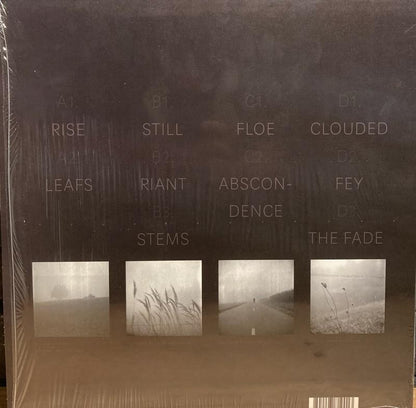 A1. B1. C1. D1.
RISE STILL FLOE CLOUDED
A2. B2. C2. D2.
LEAFS RIANT ABSCON- FEY
B3. DENCE D3.
STEMS THE FADE